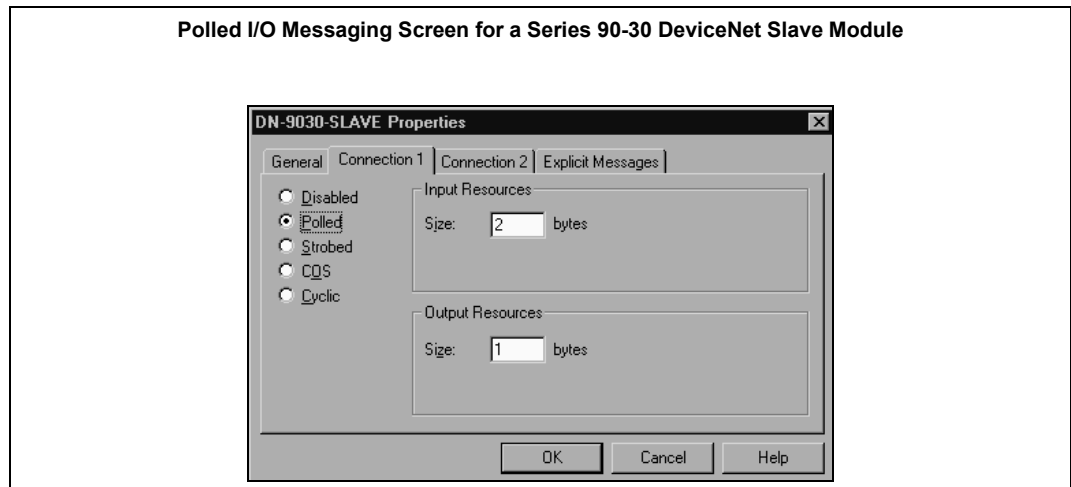 Polled I/O Messaging Screen for a Series 90-30 DeviceNet Slave Module
DN-9030-SLAVE Properties
General Connection 1 Connection 2 Explicit Messages
Disabled
Polled
Strobed
COS
Cyclic
Input Resources
Size: 2 bytes
Output Resources
Size: 1 bytes
OK Cancel Help